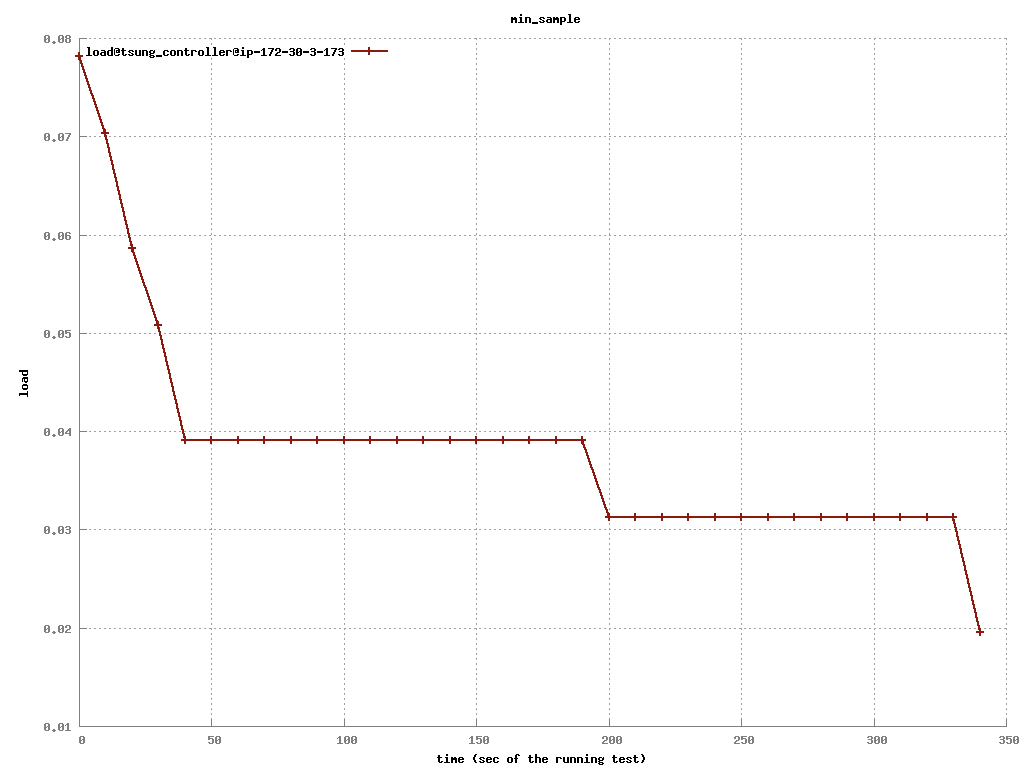 min_sample
load@tsung_controller@ip-172-30-3-173
0.08
0.07
0.06
0.05
0.04
0.03
0.02
0.01
load
0 50 100 150 200 250 300 350
time (sec of the running test)